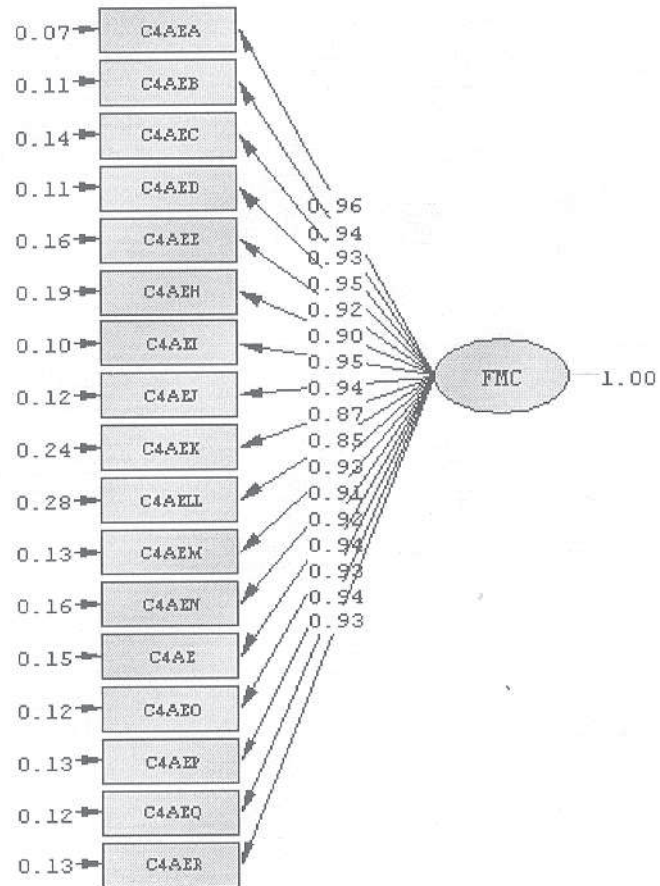 0.07 C4AEA
0.11 C4AEB
0.14 C4AEC
0.11 C4AED
0.96
0.94
0.16 C4AEE
0.93
0.95
0.19 C4AEH
0.92
0.90
0.10 C4AEI
0.95
FMC 1.00
0.12 C4AEJ
0.94
0.87
0.24 C4AEK
0.85
0.93
0.28 C4AELL
0.91
0.92
0.13 C4AEM
0.94
0.93
0.16 C4AEN
0.94
0.93
0.15 C4AE
0.12 C4AEO
0.13 C4AEP
0.12 C4AEQ
0.13 C4AER